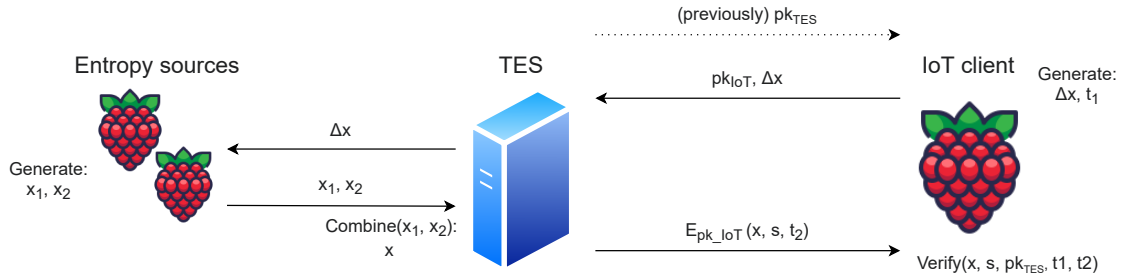 (previously) pk_TES
Entropy sources
TES
IoT client
pk_IoT, Δx
Generate:
Δx, t_1
Δx
Generate:
x_1, x_2
x_1, x_2
Combine(x_1, x_2):
x
E_pk_IoT (x, s, t_2)
Verify(x, s, pk_TES, t1, t2)